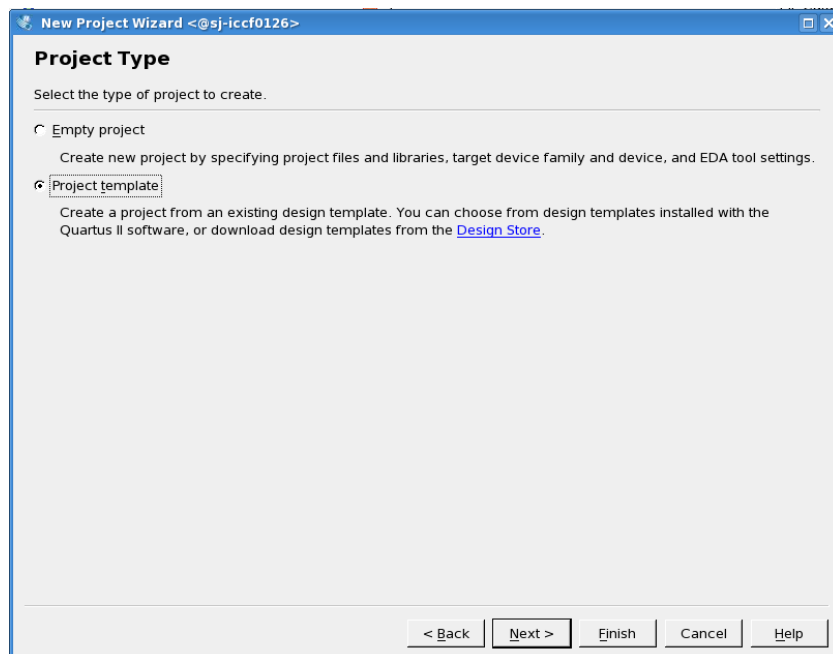 New Project Wizard <@sj-iccf0126>
Project Type
Select the type of project to create.
Empty project
Create new project by specifying project files and libraries, target device family and device, and EDA tool settings.
Project template
Create a project from an existing design template. You can choose from design templates installed with the
Quartus II software, or download design templates from the Design Store.
< Back Next > Finish Cancel Help